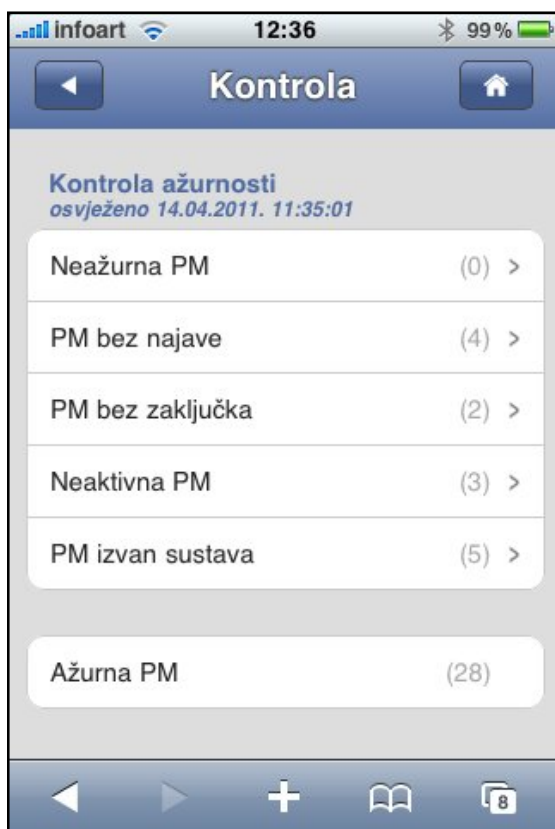 infoart 12:36 99%
Kontrola
Kontrola ažurnosti
osvježeno 14.04.2011. 11:35:01
Neažurna PM (0) >
PM bez najave (4) >
PM bez zaključka (2) >
Neaktivna PM (3) >
PM izvan sustava (5) >
Ažurna PM (28)
8